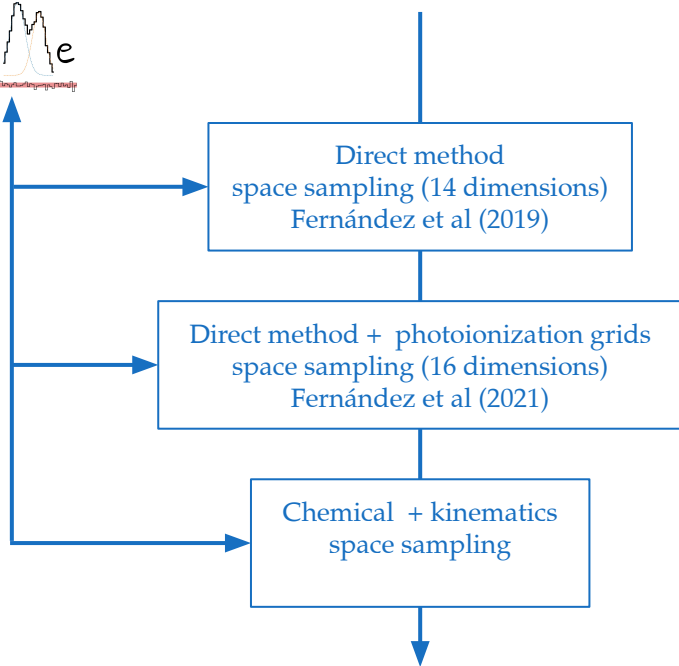 e
Direct method
space sampling (14 dimensions)
Fernández et al (2019)
Direct method + photoionization grids
space sampling (16 dimensions)
Fernández et al (2021)
Chemical + kinematics
space sampling